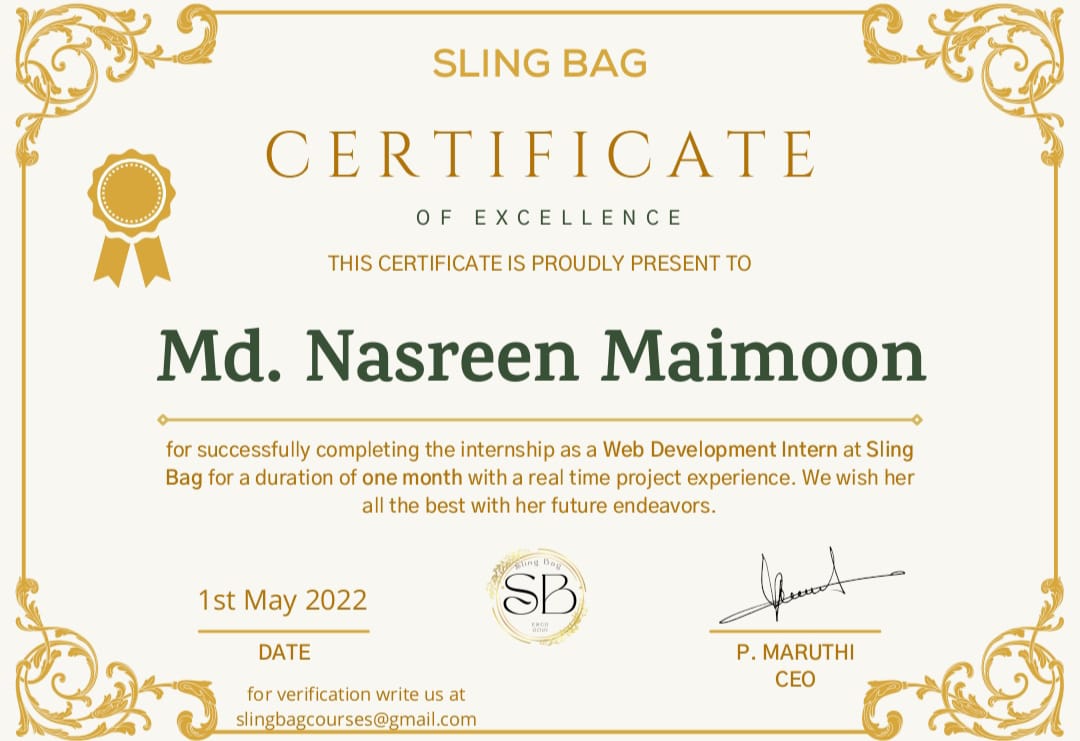 SLING BAG
CERTIFICATE
OF EXCELLENCE
THIS CERTIFICATE IS PROUDLY PRESENT TO
Md. Nasreen Maimoon
for successfully completing the internship as a Web Development Intern at Sling
Bag for a duration of one month with a real time project experience. We wish her
all the best with her future endeavors.
Sling Bag
SB
1st May 2022
DATE
P. MARUTHI
CEO
for verification write us at
slingbagcourses@gmail.com